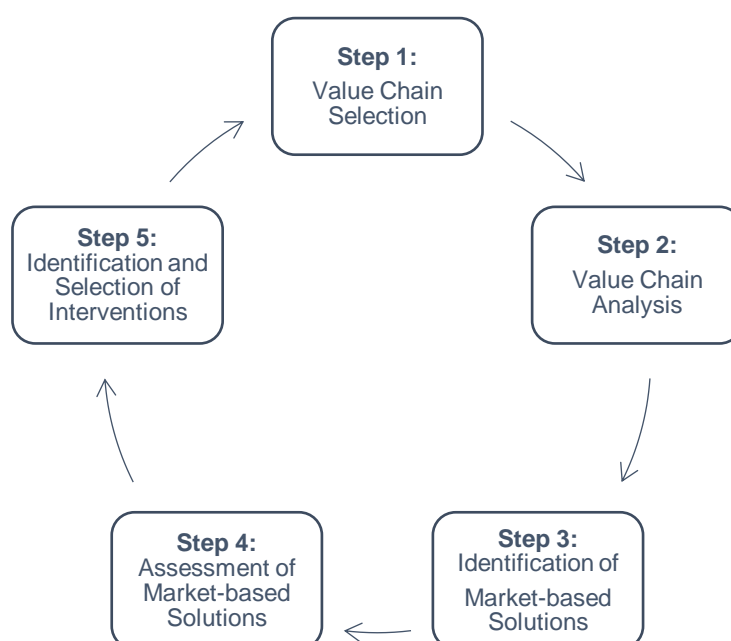 Step 1:
Value Chain
Selection
Step 2:
Value Chain
Analysis
Step 3:
Identification of
Market-based
Solutions
Step 4:
Assessment of
Market-based
Solutions
Step 5:
Identification and
Selection of
Interventions